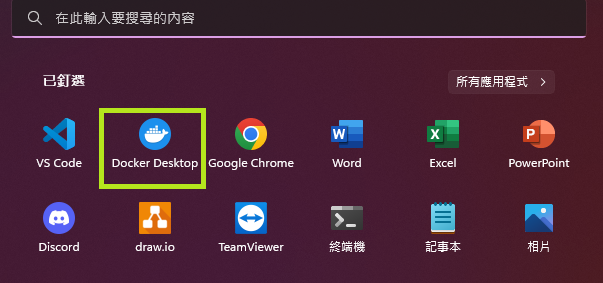 在此輸入要搜尋的內容
已釘選
所有應用程式
VS Code
Docker Desktop
Google Chrome
Word
Excel
PowerPoint
Discord
draw.io
TeamViewer
終端機
記事本
相片